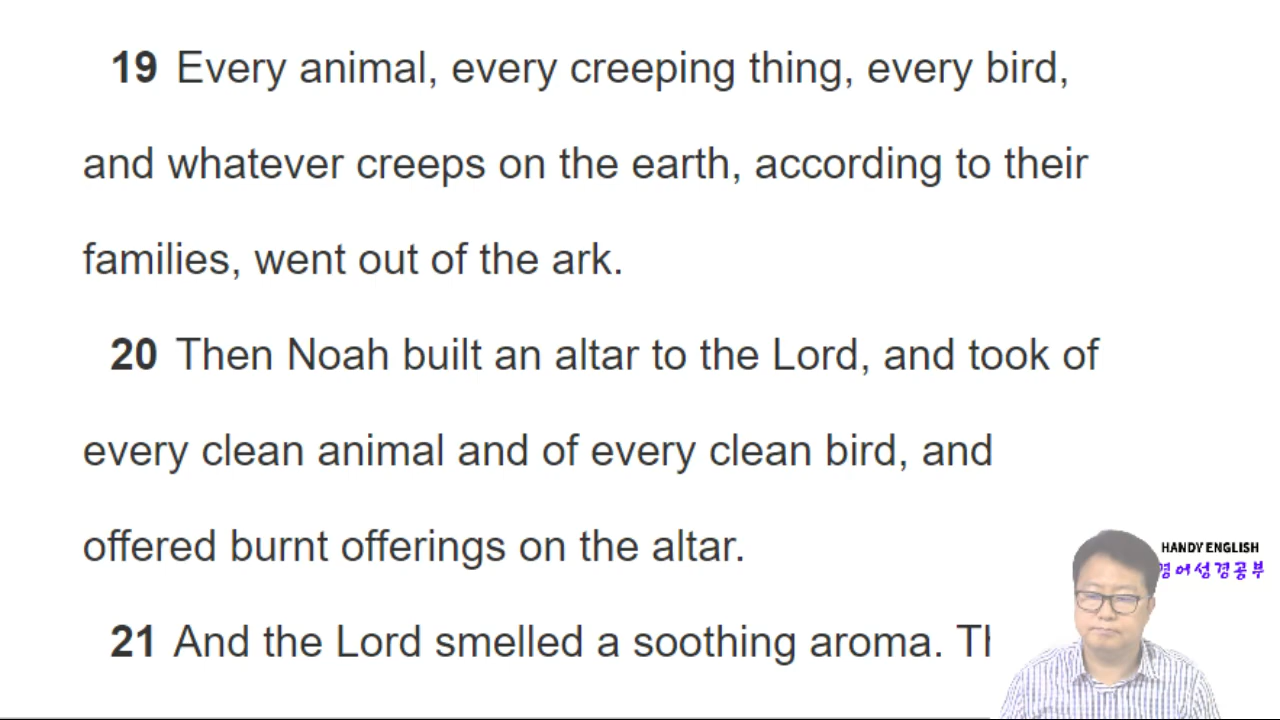 19 Every animal, every creeping thing, every bird,
and whatever creeps on the earth, according to their
families, went out of the ark.
20 Then Noah built an altar to the Lord, and took of
every clean animal and of every clean bird, and
offered burnt offerings on the altar.
21 And the Lord smelled a soothing aroma.
HANDY ENGLISH
영어성경공부